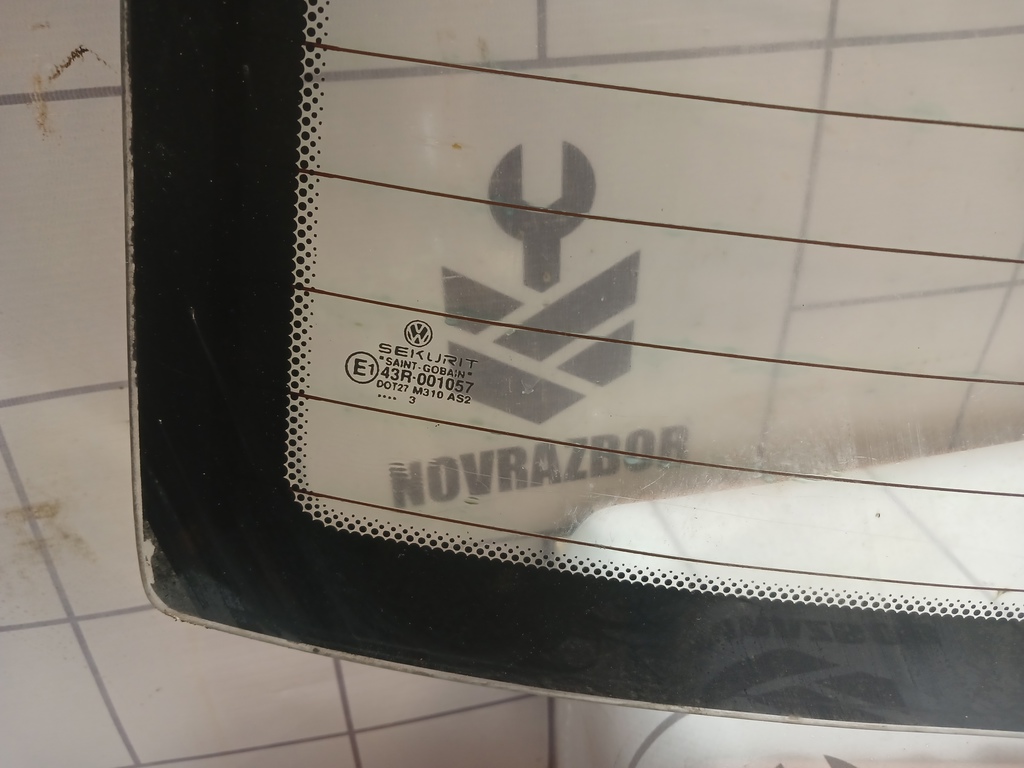 SEKURIT
"SAINT-GOBAIN"
E1 43R-001057
DOT27 M310 AS2
.... 3
NOVRAZBOR